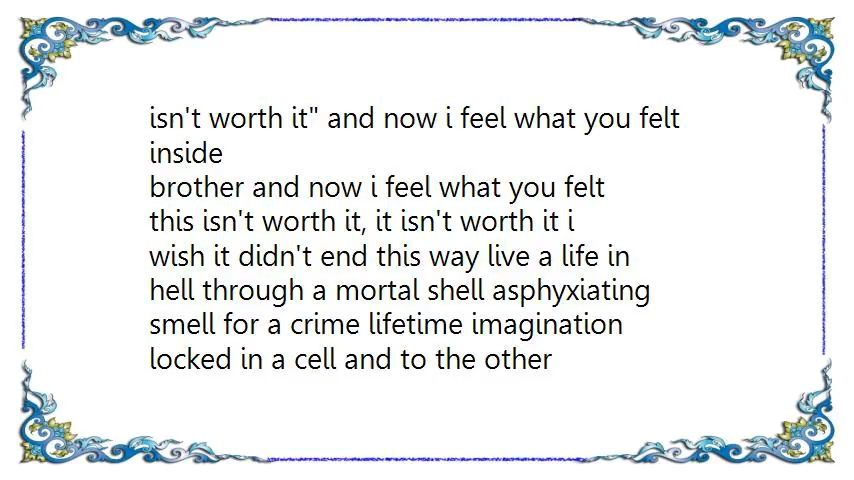 isn't worth it" and now i feel what you felt
inside
brother and now i feel what you felt
this isn't worth it, it isn't worth it i
wish it didn't end this way live a life in
hell through a mortal shell asphyxiating
smell for a crime lifetime imagination
locked in a cell and to the other